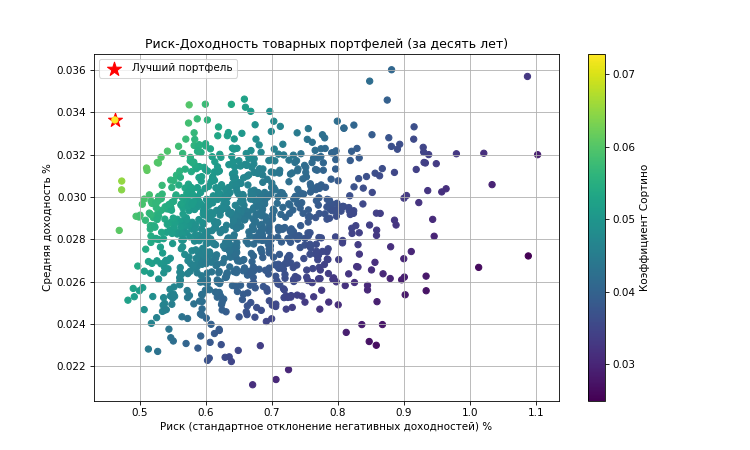 Риск-Доходность товарных портфелей (за десять лет)
Лучший портфель
0.036
0.034
0.032
0.030
0.028
0.026
0.024
0.022
Средняя доходность %
0.5 0.6 0.7 0.8 0.9 1.0 1.1
Риск (стандартное отклонение негативных доходностей) %
0.07
0.06
0.05
0.04
0.03
Коэффициент Сортино